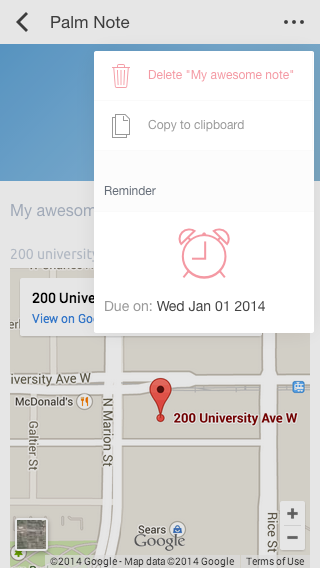 Palm Note
Delete "My awesome note"
Copy to clipboard
Reminder
My awesom
Due on: Wed Jan 01 2014
200 university
200 Unive
View on Goo
iversity Ave W
McDonald's
N Marion St
Galtier St
200 University Ave W
Rice St
Sears
Google
+
−
©2014 Google - Map data ©2014 Google
Terms of Use